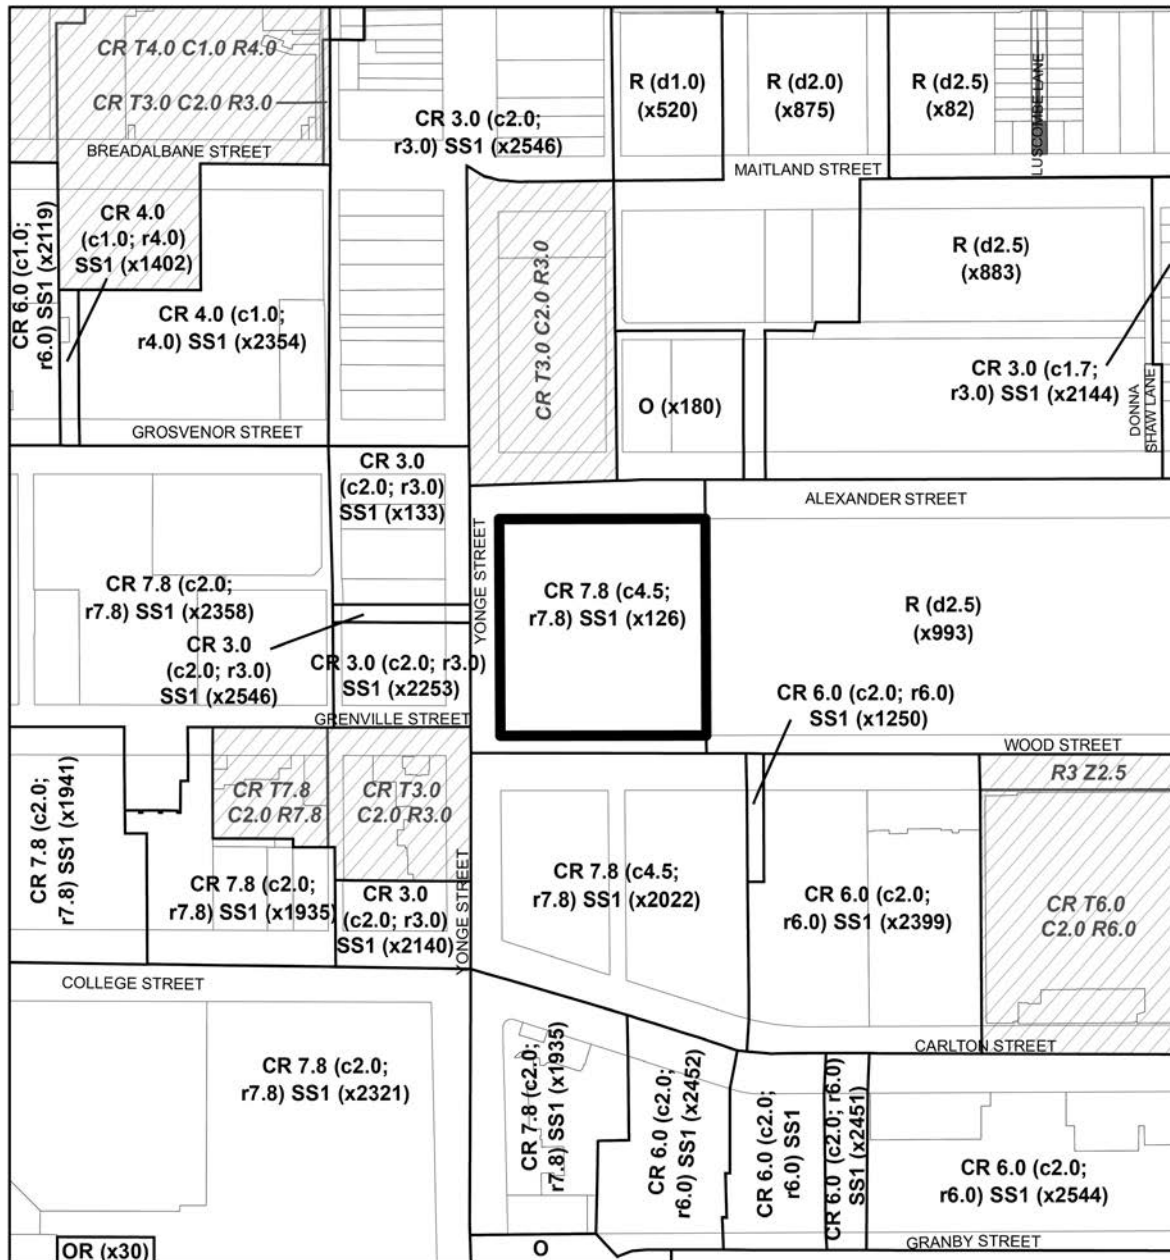 CR T4.0 C1.0 R4.0
CR T3.0 C2.0 R3.0
BREADALBANE STREET
CR 3.0 (c2.0;
r3.0) SS1 (x2546)
R (d1.0)
(x520)
R (d2.0)
(x875)
R (d2.5)
(x82)
LUSCOMBE LANE
MAITLAND STREET
CR 6.0 (c1.0;
r6.0) SS1 (x2119)
CR 4.0
(c1.0; r4.0)
SS1 (x1402)
CR 4.0 (c1.0;
r4.0) SS1 (x2354)
CR T3.0 C2.0 R3.0
R (d2.5)
(x883)
CR 3.0 (c1.7;
r3.0) SS1 (x2144)
O (x180)
DONNA
SHAW LANE
GROSVENOR STREET
CR 3.0
(c2.0; r3.0)
SS1 (x133)
ALEXANDER STREET
YONGE STREET
CR 7.8 (c2.0;
r7.8) SS1 (x2358)
CR 7.8 (c4.5;
r7.8) SS1 (x126)
R (d2.5)
(x993)
CR 3.0
(c2.0; r3.0)
SS1 (x2546)
CR 3.0 (c2.0; r3.0)
SS1 (x2253)
CR 6.0 (c2.0; r6.0)
SS1 (x1250)
GRENVILLE STREET
WOOD STREET
R3 Z2.5
CR 7.8 (c2.0;
r7.8) SS1 (x1941)
CR T7.8
C2.0 R7.8
CR T3.0
C2.0 R3.0
CR 7.8 (c2.0;
r7.8) SS1 (x1935)
CR 3.0
(c2.0; r3.0)
SS1 (x2140)
YONGE STREET
CR 7.8 (c4.5;
r7.8) SS1 (x2022)
CR 6.0 (c2.0;
r6.0) SS1 (x2399)
CR T6.0
C2.0 R6.0
COLLEGE STREET
CARLTON STREET
CR 7.8 (c2.0;
r7.8) SS1 (x2321)
CR 7.8 (c2.0;
r7.8) SS1 (x1935)
CR 6.0 (c2.0;
r6.0) SS1 (x2452)
CR 6.0 (c2.0;
r6.0) SS1
CR 6.0 (c2.0; r6.0)
SS1 (x2451)
CR 6.0 (c2.0;
r6.0) SS1 (x2544)
GRANBY STREET
OR (x30)
O